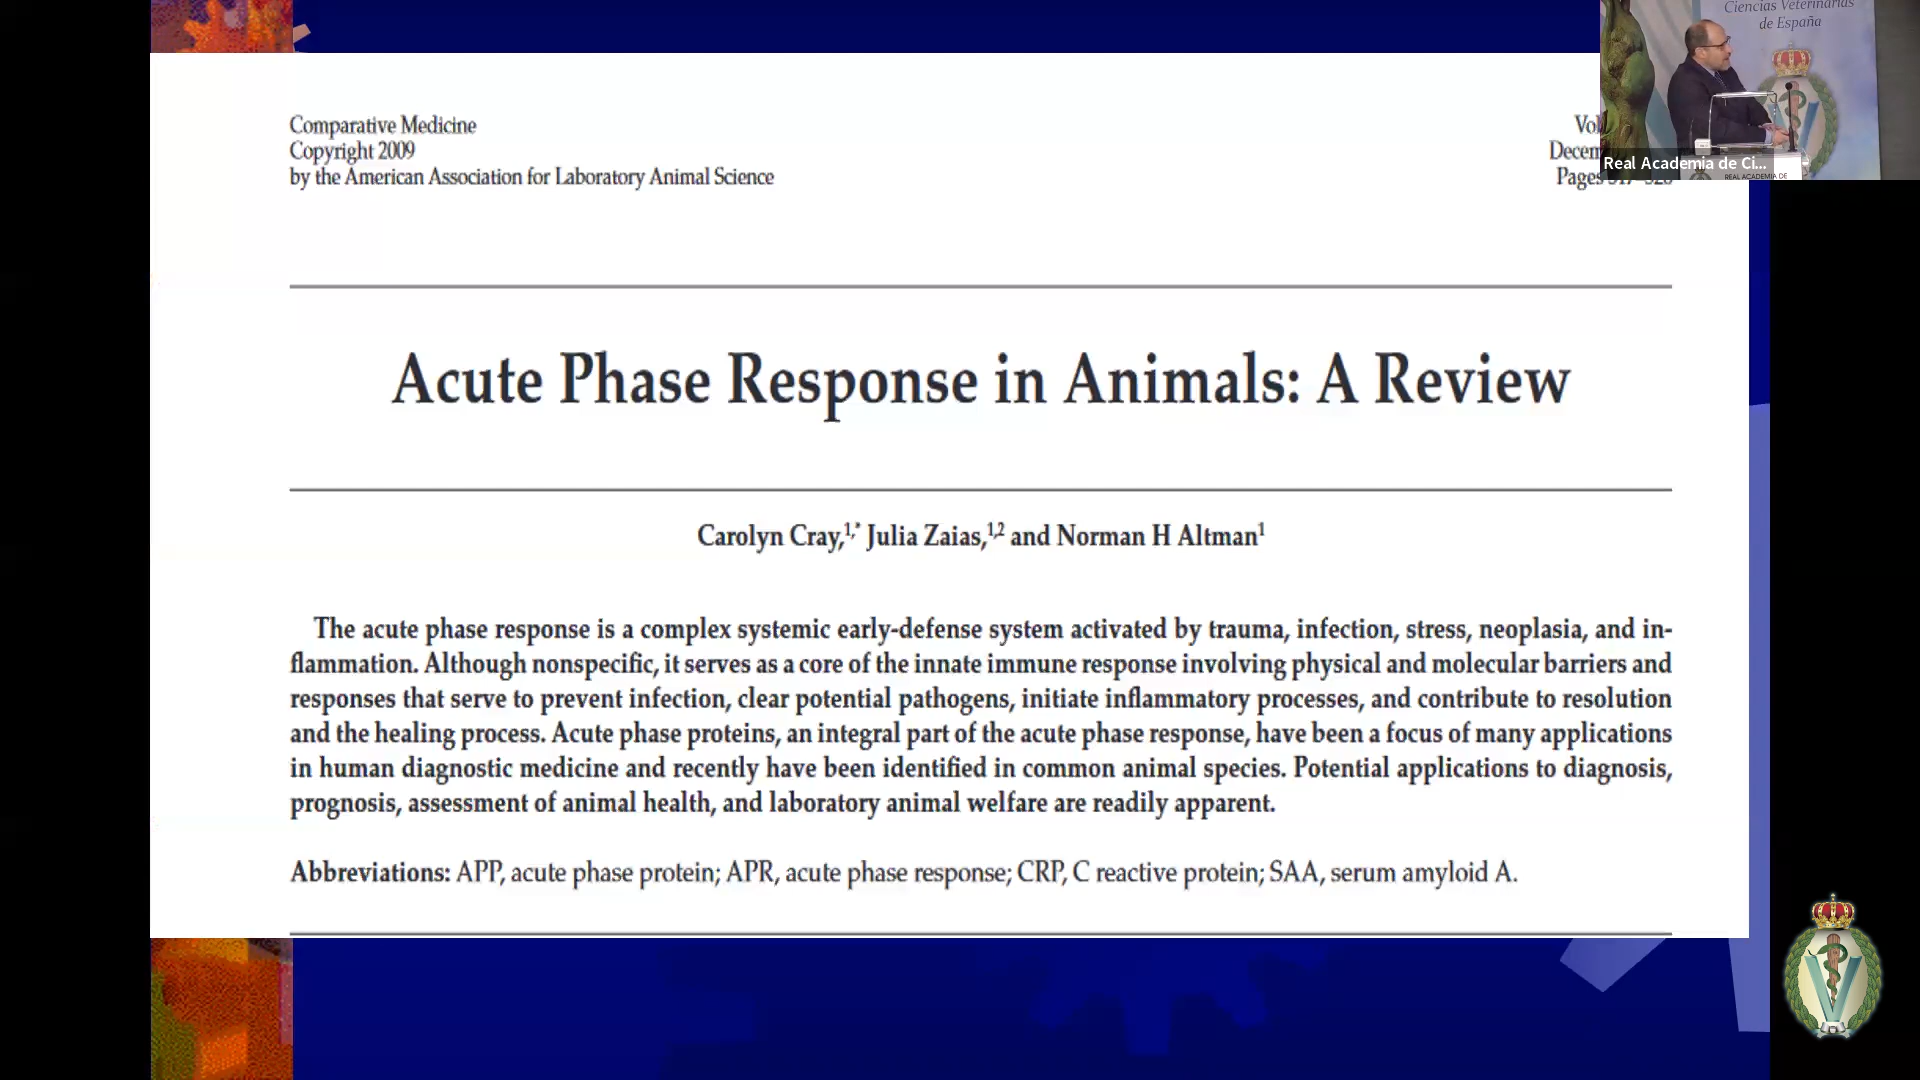 Ciencias Veterinarias
de España
Comparative Medicine
Copyright 2009
by the American Association for Laboratory Animal Science
Real Academia de Ci...
REAL ACADEMIA DE
Acute Phase Response in Animals: A Review
Carolyn Cray,1,* Julia Zaias,1,2 and Norman H Altman1
The acute phase response is a complex systemic early-defense system activated by trauma, infection, stress, neoplasia, and in-
flammation. Although nonspecific, it serves as a core of the innate immune response involving physical and molecular barriers and
responses that serve to prevent infection, clear potential pathogens, initiate inflammatory processes, and contribute to resolution
and the healing process. Acute phase proteins, an integral part of the acute phase response, have been a focus of many applications
in human diagnostic medicine and recently have been identified in common animal species. Potential applications to diagnosis,
prognosis, assessment of animal health, and laboratory animal welfare are readily apparent.
Abbreviations: APP, acute phase protein; APR, acute phase response; CRP, C reactive protein; SAA, serum amyloid A.